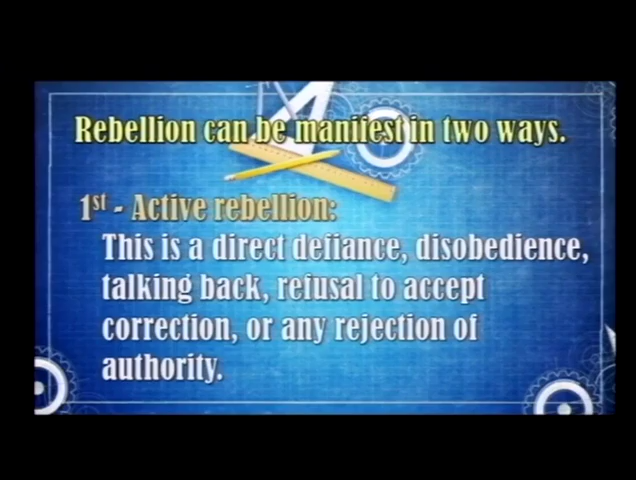 Rebellion can be manifest in two ways.
1st - Active rebellion:
This is a direct defiance, disobedience,
talking back, refusal to accept
correction, or any rejection of
authority.